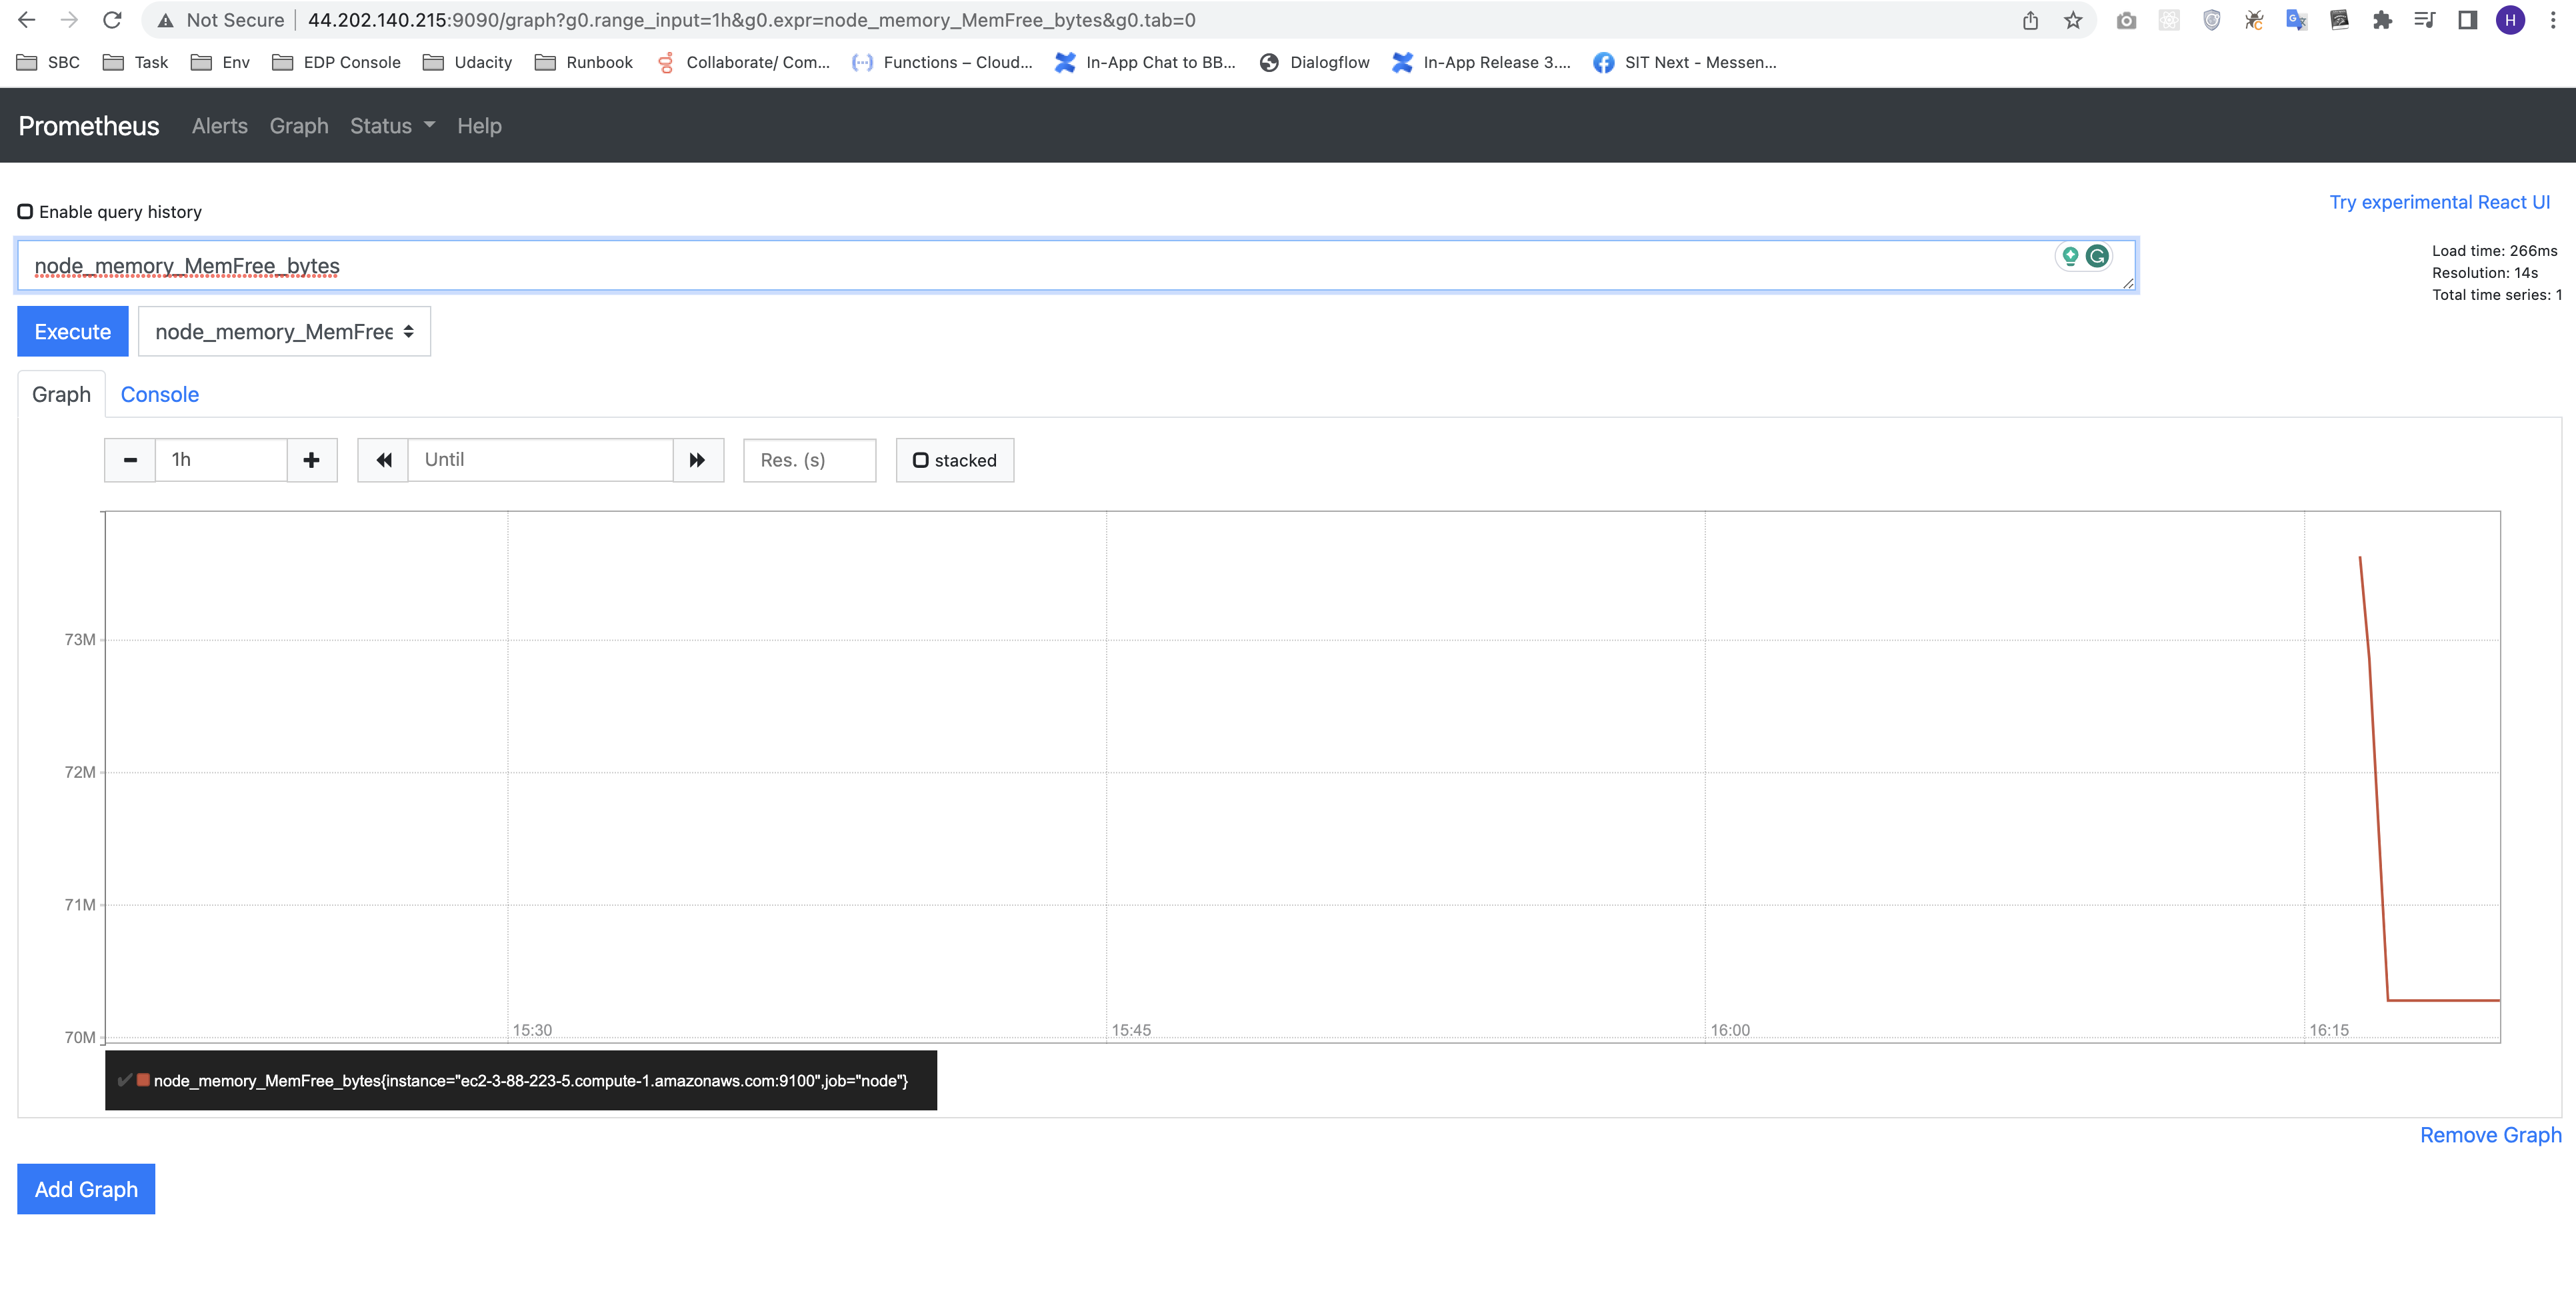 Not Secure 44.202.140.215:9090/graph?g0.range_input=1h&g0.expr=node_memory_MemFree_bytes&g0.tab=0
H
SBC Task Env EDP Console Udacity Runbook Collaborate/ Com... Functions – Cloud... In-App Chat to BB... Dialogflow In-App Release 3.... SIT Next - Messen...
Prometheus Alerts Graph Status Help
Enable query history
Try experimental React UI
node_memory_MemFree_bytes
Load time: 266ms
Resolution: 14s
Total time series: 1
Execute node_memory_MemFree
Graph Console
1h Until Res. (s) stacked
73M
72M
71M
70M
15:30 15:45 16:00 16:15
node_memory_MemFree_bytes{instance="ec2-3-88-223-5.compute-1.amazonaws.com:9100",job="node"}
Remove Graph
Add Graph